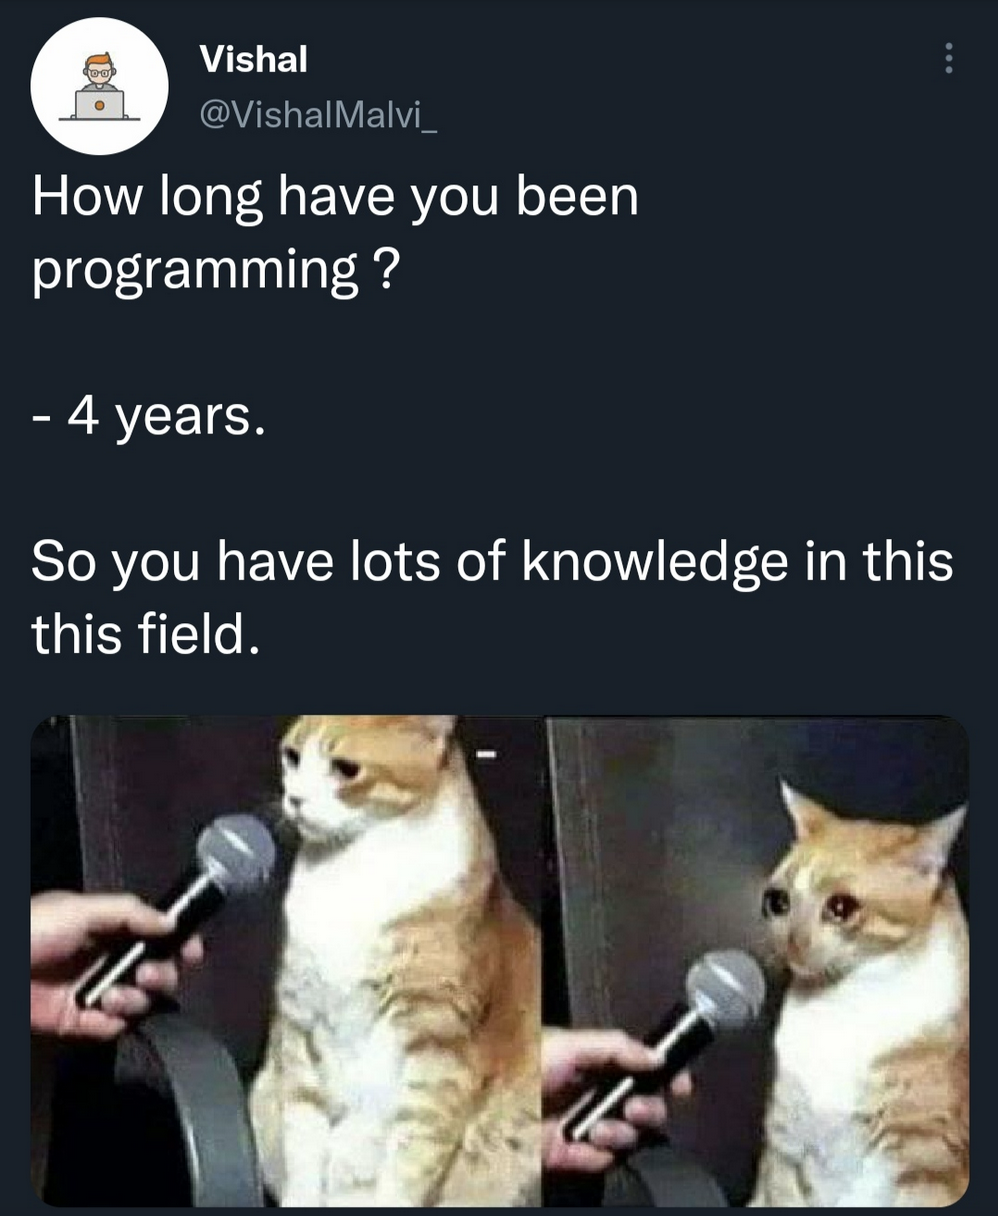 Vishal
@VishalMalvi_
How long have you been
programming ?
- 4 years.
So you have lots of knowledge in this
this field.
-